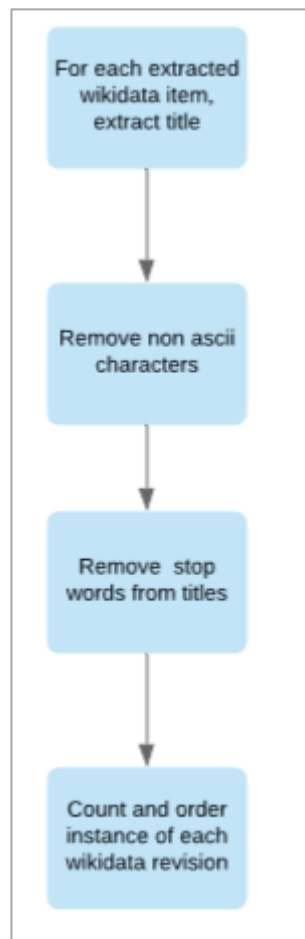 For each extracted
wikidata item,
extract title
Remove non ascii
characters
Remove stop
words from titles
Count and order
instance of each
wikidata revision